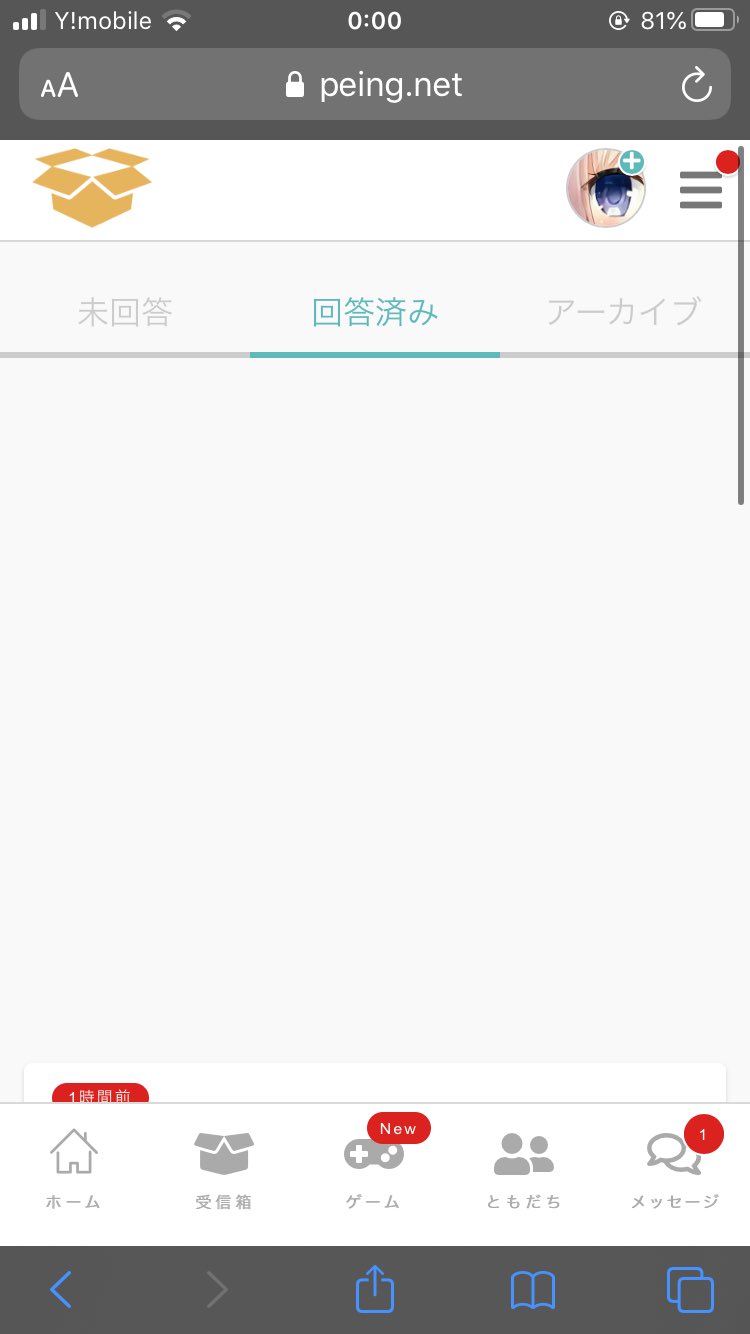 Y!mobile 0:00 81%
AA peing.net
未回答 回答済み アーカイブ
1時間前
New 1
ホーム 受信箱 ゲーム ともだち メッセージ